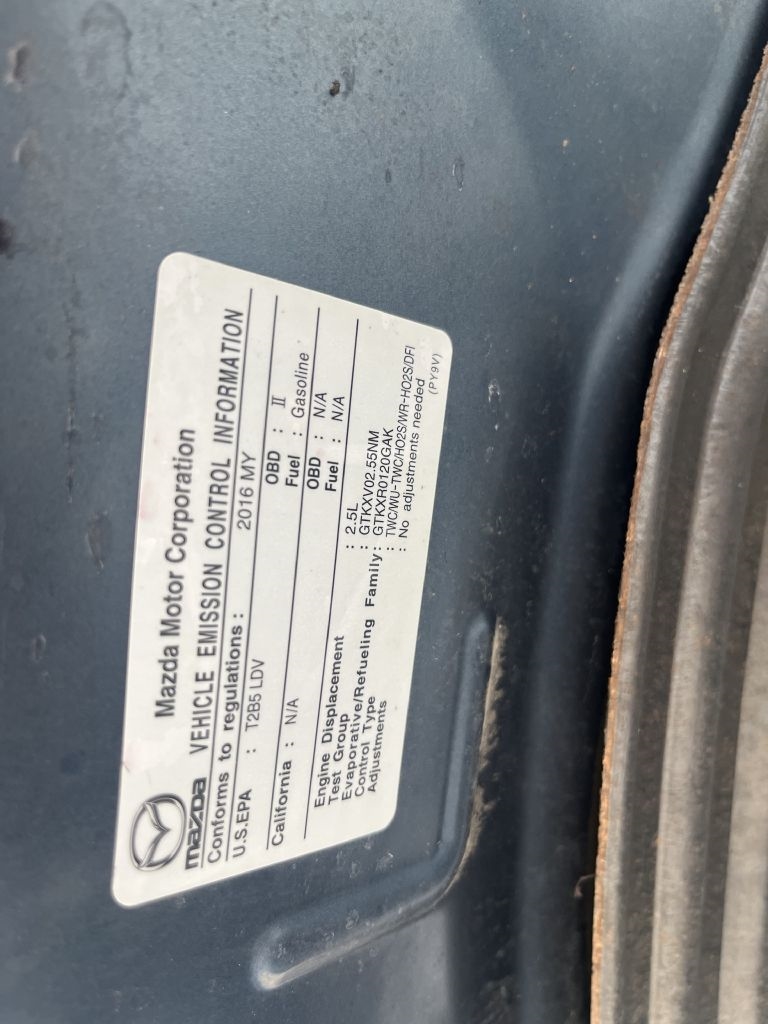 Mazda Motor Corporation
mazda VEHICLE EMISSION CONTROL INFORMATION
Conforms to regulations: 2016 MY
U.S.EPA : T2B5 LDV OBD : II
Fuel : Gasoline
California : N/A OBD : N/A
Fuel : N/A
Engine Displacement : 2.5L
Test Group : GTKXV02.55NM
Evaporative/Refueling Family: GTKXR0120GAK
Control Type : TWC/WU-TWC/HO2S/WR-HO2S/DFI
Adjustments : No adjustments needed
(PY9V)